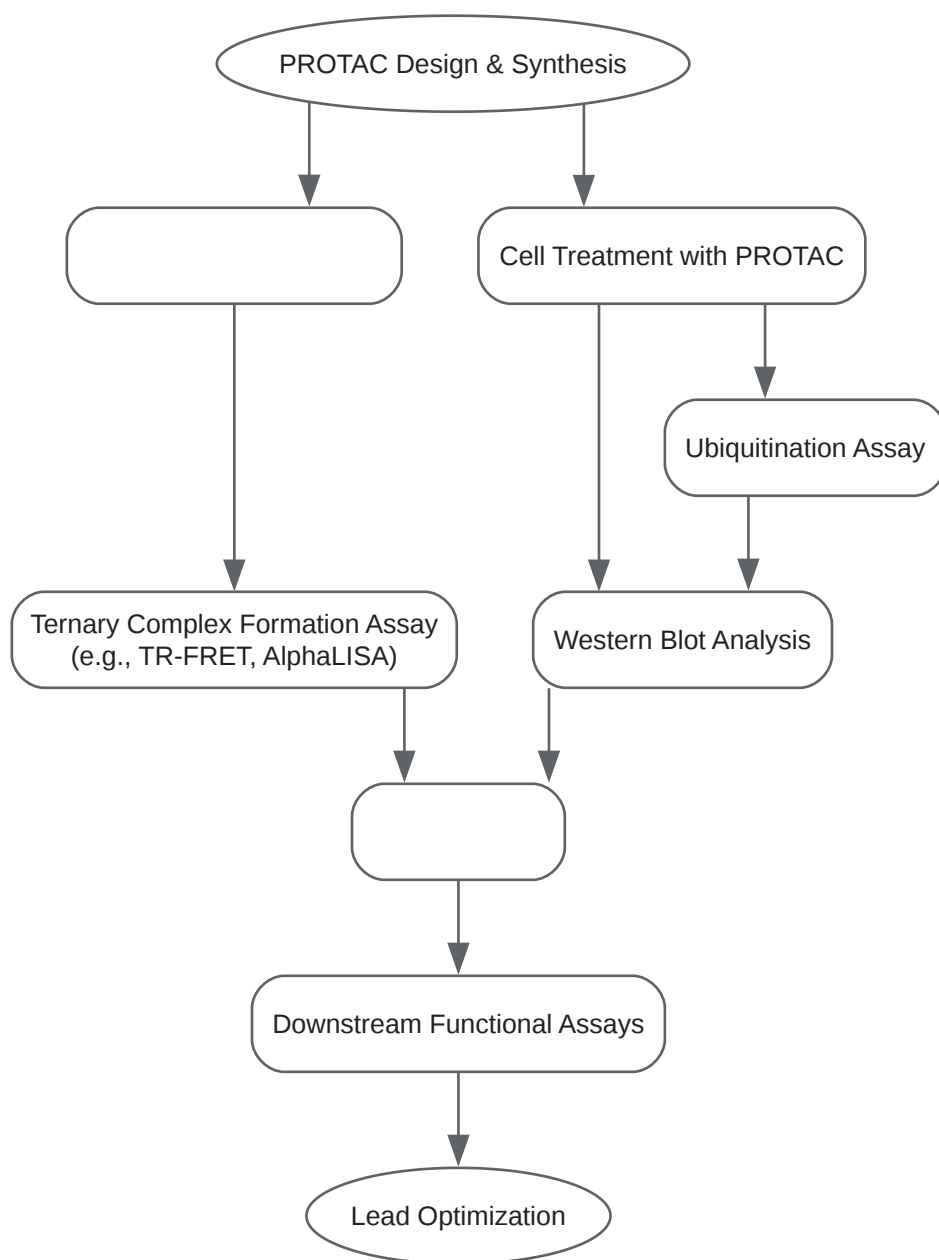 PROTAC Design & Synthesis
Cell Treatment with PROTAC
Ubiquitination Assay
Ternary Complex Formation Assay
(e.g., TR-FRET, AlphaLISA)
Western Blot Analysis
Downstream Functional Assays
Lead Optimization